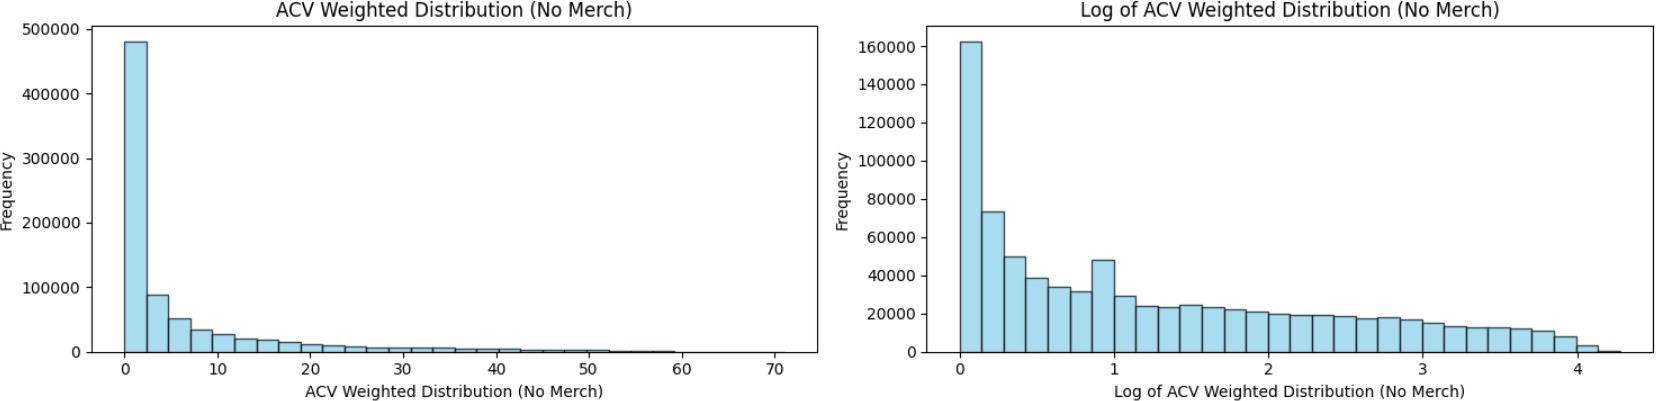 ACV Weighted Distribution (No Merch)
Frequency
500000
400000
300000
200000
100000
0
0 10 20 30 40 50 60 70
ACV Weighted Distribution (No Merch)
Log of ACV Weighted Distribution (No Merch)
Frequency
160000
140000
120000
100000
80000
60000
40000
20000
0
0 1 2 3 4
Log of ACV Weighted Distribution (No Merch)